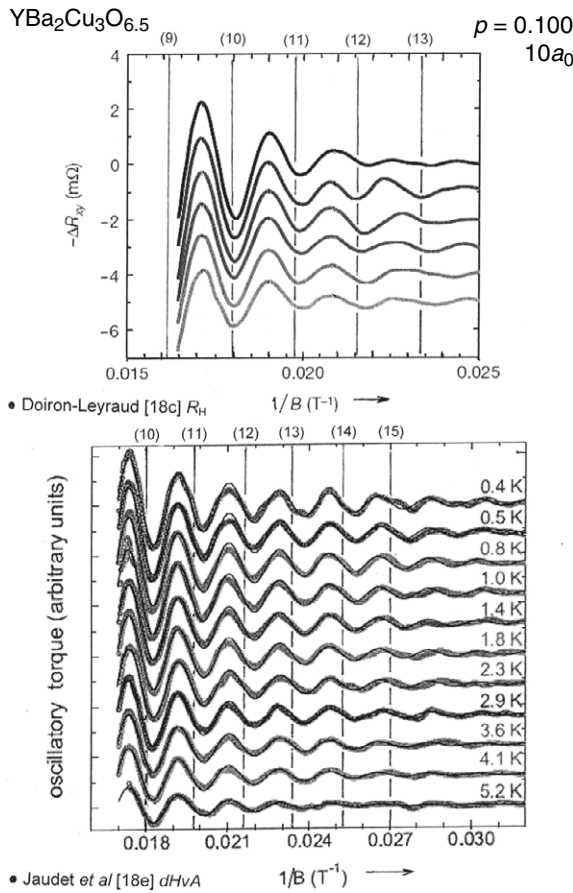 YBa₂Cu₃O₆.₅
p = 0.100
10a₀
(9) (10) (11) (12) (13)
4
2
0
-2
-4
-6
-ΔRxy (mΩ)
0.015 0.020 0.025
1/B (T⁻¹)
• Doiron-Leyraud [18c] RH
(10) (11) (12) (13) (14) (15)
0.4 K
0.5 K
0.8 K
1.0 K
1.4 K
1.8 K
2.3 K
2.9 K
3.6 K
4.1 K
5.2 K
oscillatory torque (arbitrary units)
0.018 0.021 0.024 0.027 0.030
1/B (T⁻¹)
• Jaudet et al [18e] dHvA